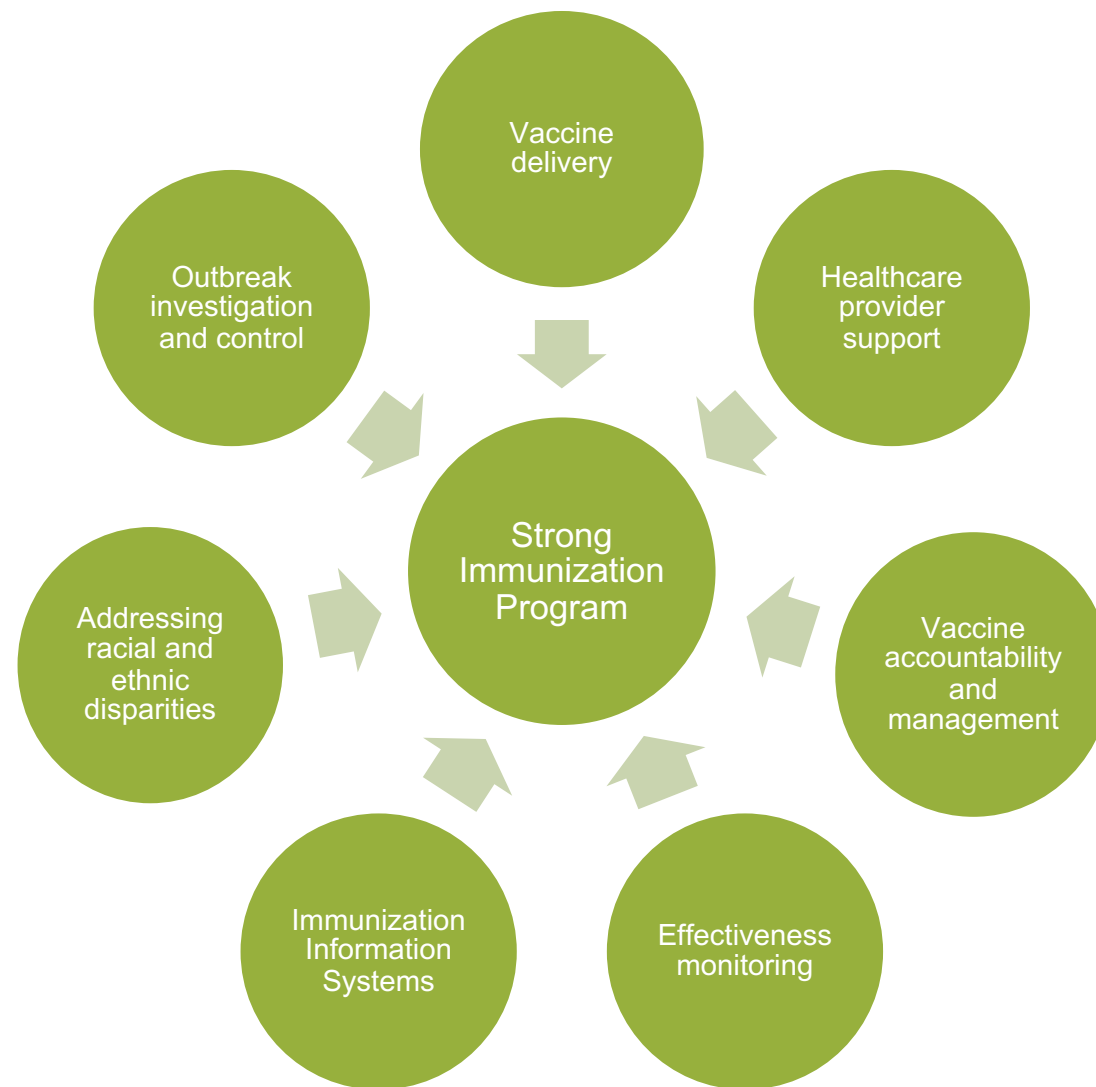 Vaccine
delivery
Healthcare
provider
support
Vaccine
accountability
and
management
Effectiveness
monitoring
Immunization
Information
Systems
Addressing
racial and
ethnic
disparities
Outbreak
investigation
and control
Strong
Immunization
Program